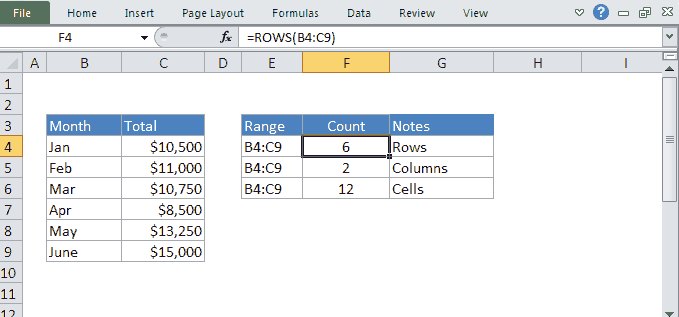 File Home Insert Page Layout Formulas Data Review View
F4 fx =ROWS(B4:C9)
A B C D E F G H I
1
2
3 Month Total Range Count Notes
4 Jan $10,500 B4:C9 6 Rows
5 Feb $11,000 B4:C9 2 Columns
6 Mar $10,750 B4:C9 12 Cells
7 Apr $8,500
8 May $13,250
9 June $15,000
10
11
12